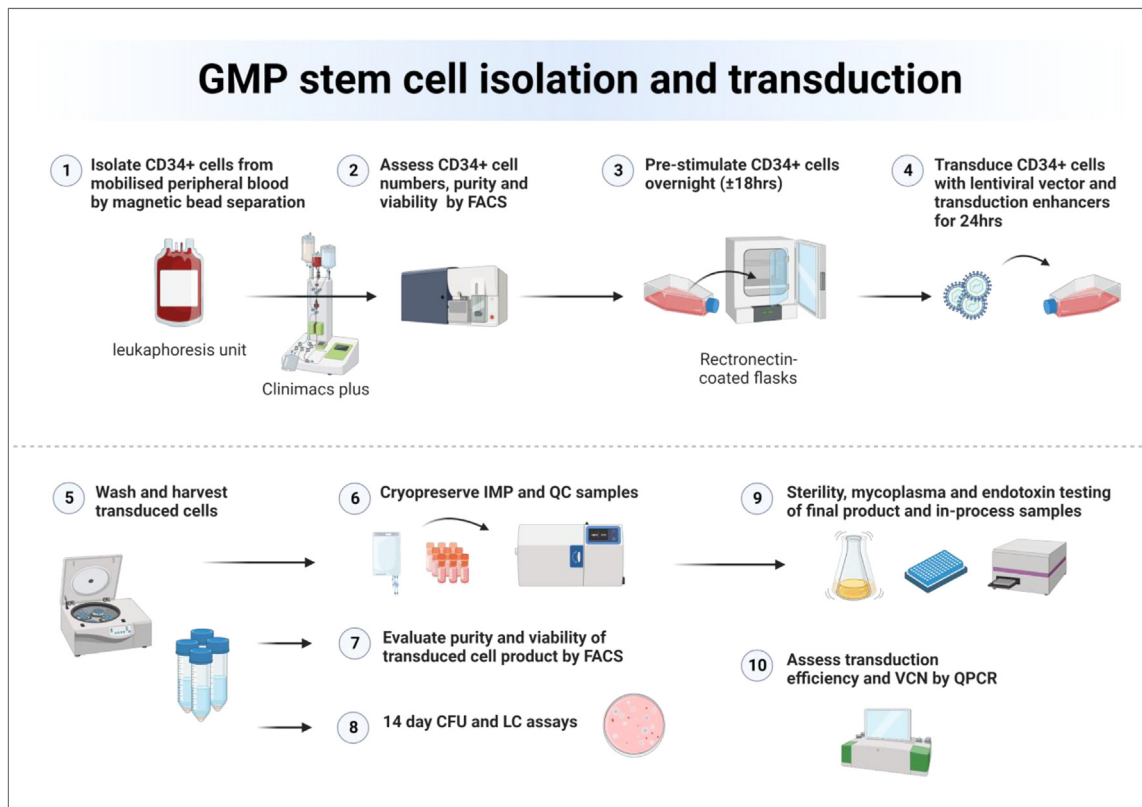 GMP stem cell isolation and transduction
1
Isolate CD34+ cells from
mobilised peripheral blood
by magnetic bead separation
leukaphoresis unit
Clinimacs plus
2
Assess CD34+ cell
numbers, purity and
viability by FACS
3
Pre-stimulate CD34+ cells
overnight (±18hrs)
Rectronectin-
coated flasks
4
Transduce CD34+ cells
with lentiviral vector and
transduction enhancers
for 24hrs
5
Wash and harvest
transduced cells
6
Cryopreserve IMP and QC samples
7
Evaluate purity and viability of
transduced cell product by FACS
8
14 day CFU and LC assays
9
Sterility, mycoplasma and endotoxin testing
of final product and in-process samples
10
Assess transduction
efficiency and VCN by QPCR